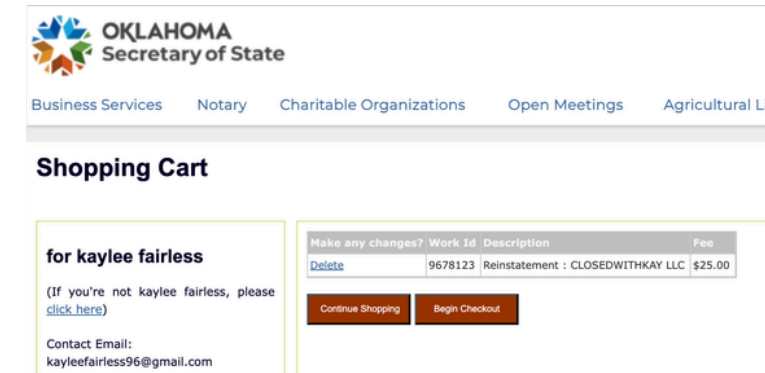 OKLAHOMA
Secretary of State
Business Services Notary Charitable Organizations Open Meetings Agricultural
Shopping Cart
for kaylee fairless
(If you're not kaylee fairless, please
click here)
Contact Email:
kayleefairless96@gmail.com
Make any changes? Work Id Description Fee
Delete 9678123 Reinstatement : CLOSEDWITHKAY LLC $25.00
Continue Shopping Begin Checkout